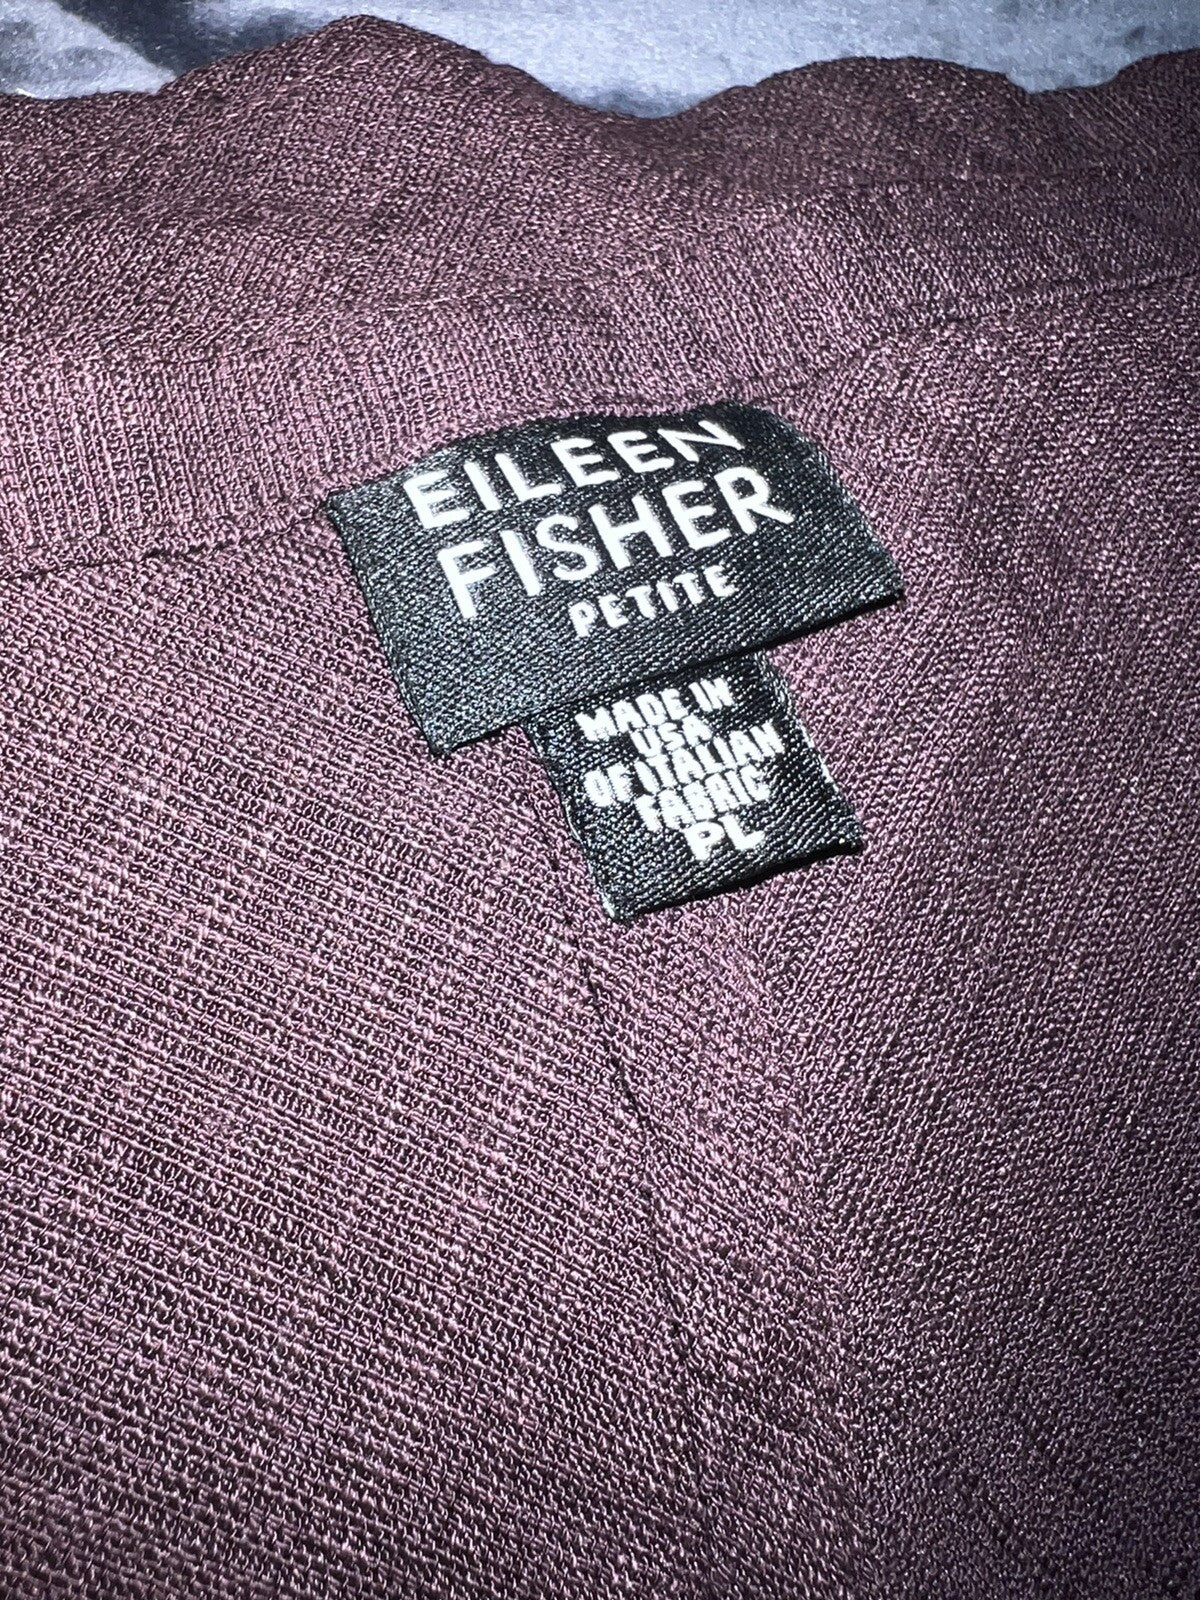 EILEEN
FISHER
PETITE
MADE IN
USA
OF ITALIAN
FABRIC
PL